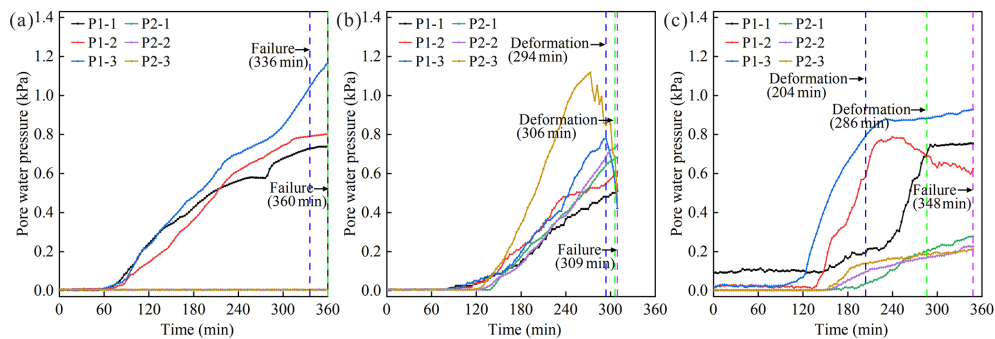 (a)
P1-1 P2-1
P1-2 P2-2
P1-3 P2-3
Failure
(336 min)
Failure
(360 min)
Pore water pressure (kPa)
1.4
1.2
1.0
0.8
0.6
0.4
0.2
0.0
0 60 120 180 240 300 360
Time (min)
(b)
P1-1 P2-1
P1-2 P2-2
P1-3 P2-3
Deformation
(294 min)
Deformation
(306 min)
Failure
(309 min)
Pore water pressure (kPa)
1.4
1.2
1.0
0.8
0.6
0.4
0.2
0.0
0 60 120 180 240 300 360
Time (min)
(c)
P1-1 P2-1
P1-2 P2-2
P1-3 P2-3
Deformation
(204 min)
Deformation
(286 min)
Failure
(348 min)
Pore water pressure (kPa)
1.4
1.2
1.0
0.8
0.6
0.4
0.2
0.0
0 60 120 180 240 300 360
Time (min)